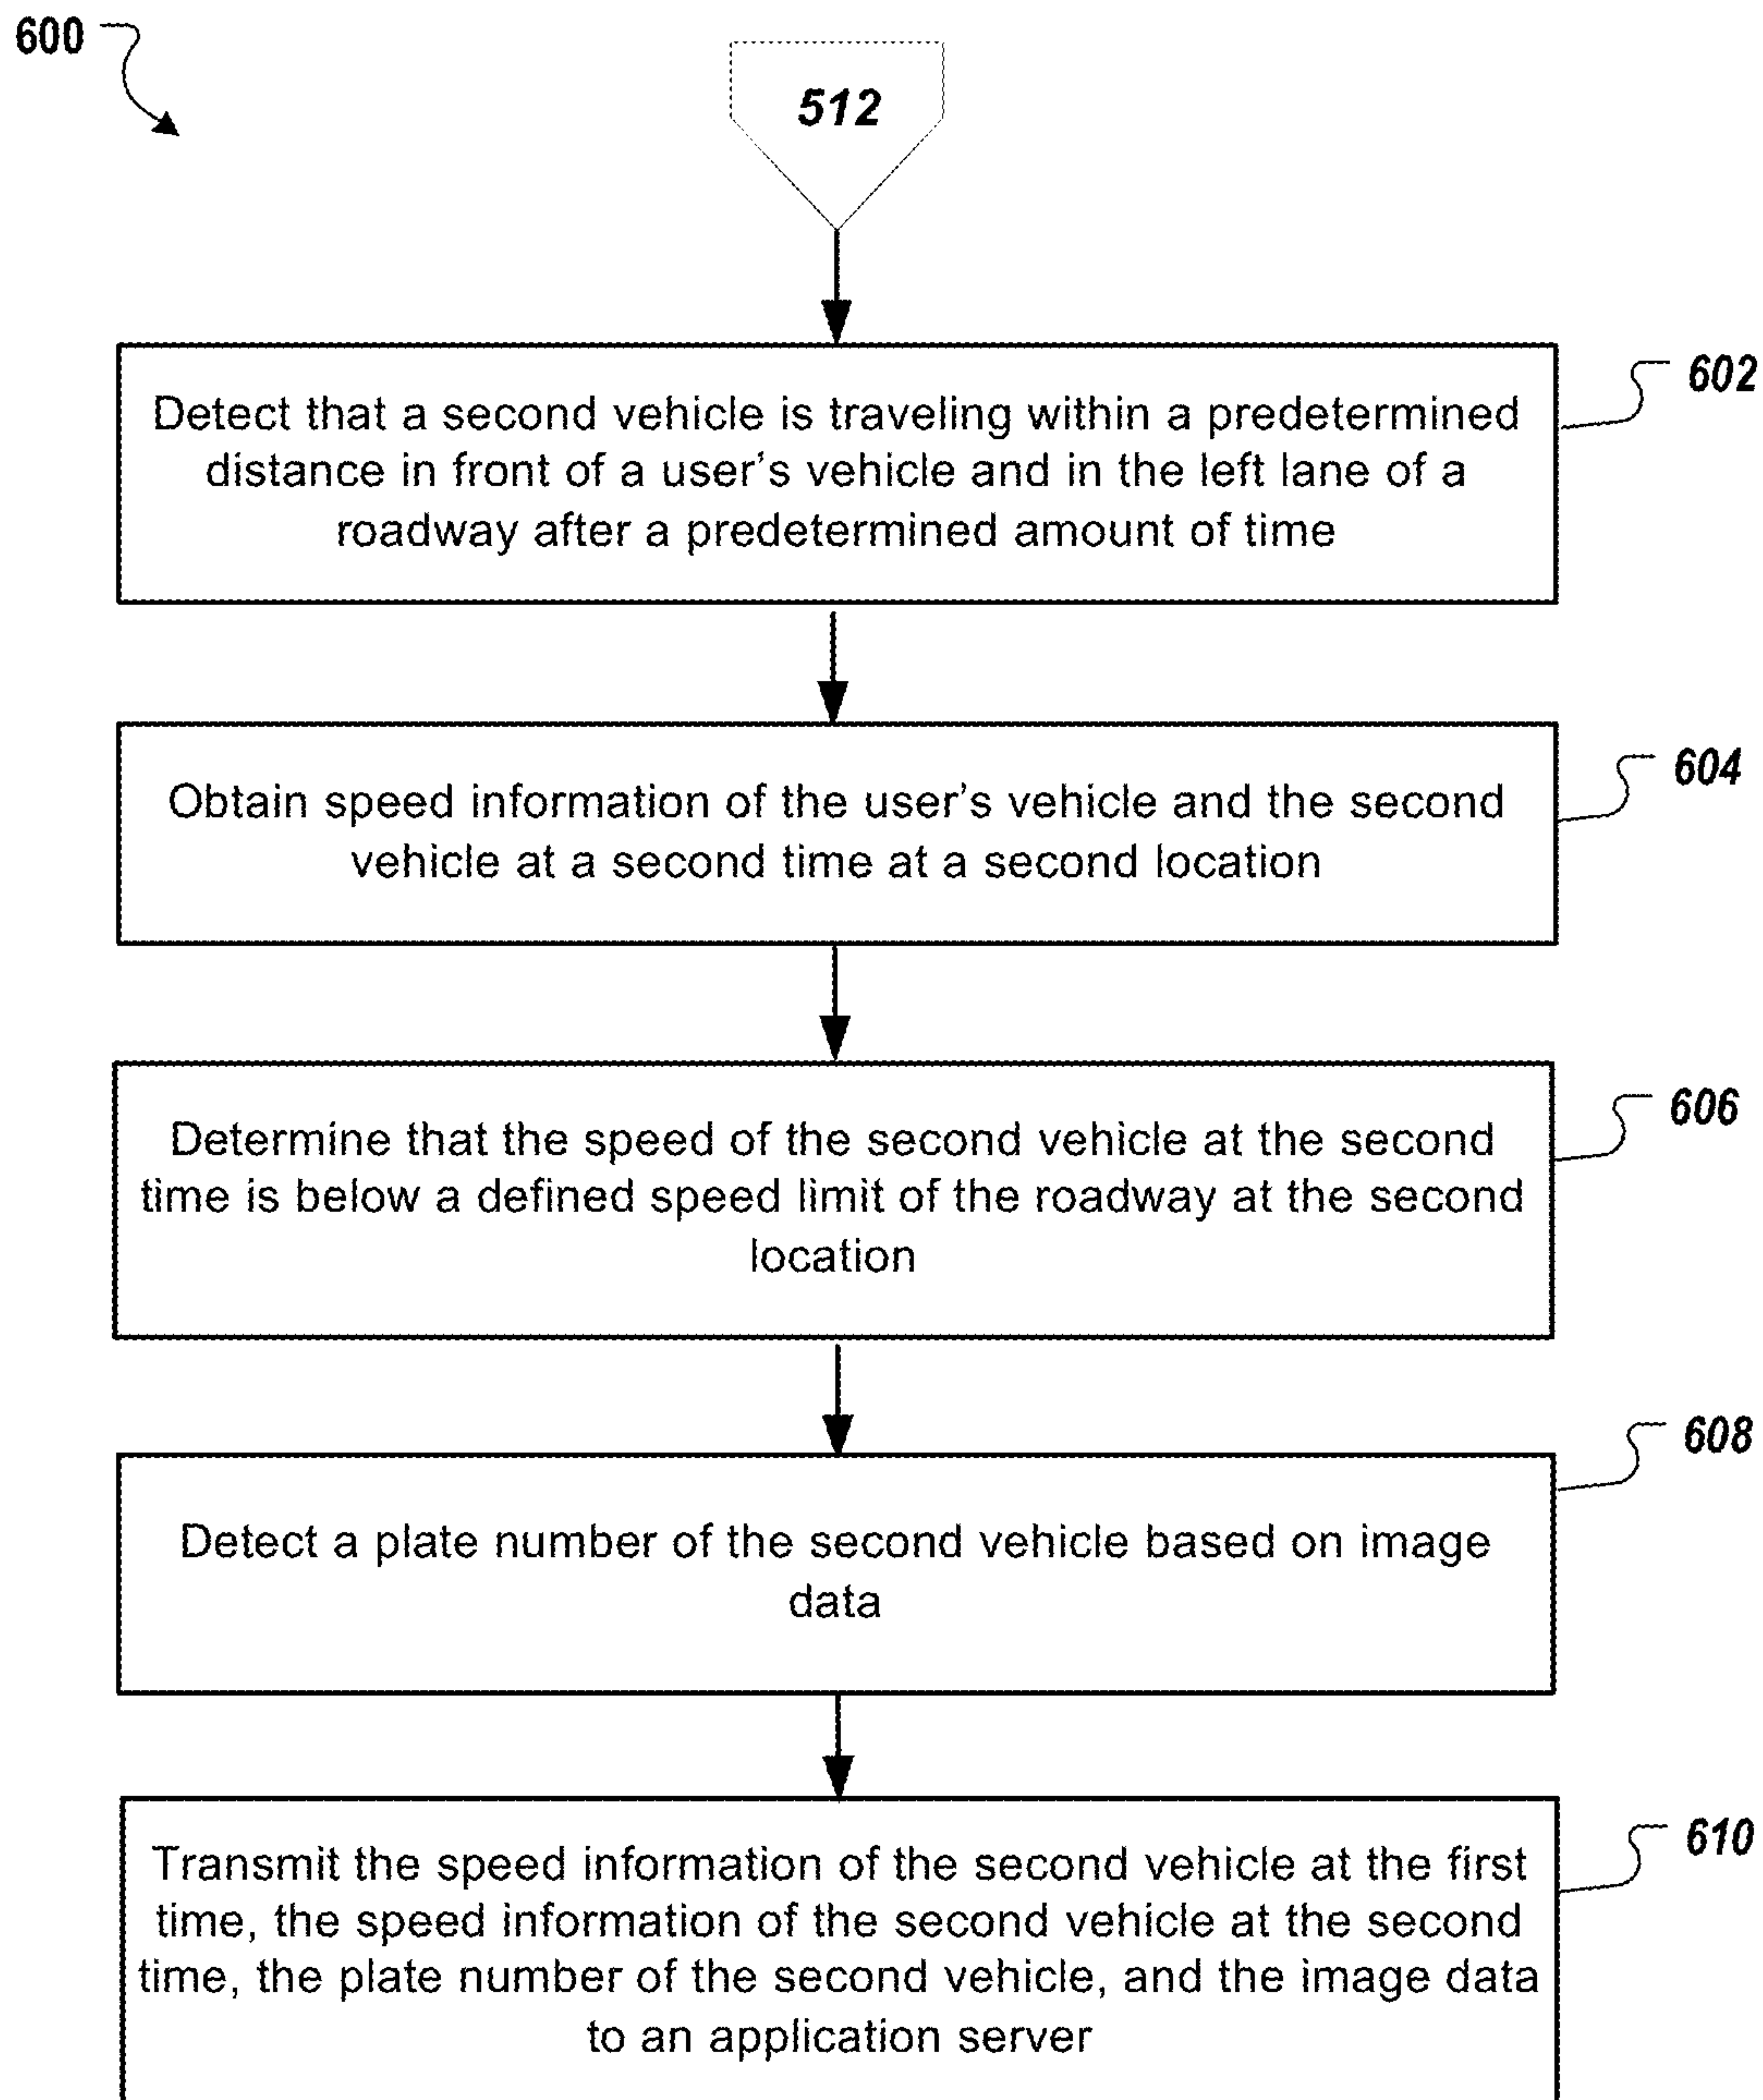 600
512
Detect that a second vehicle is traveling within a predetermined
distance in front of a user's vehicle and in the left lane of a
roadway after a predetermined amount of time
602
Obtain speed information of the user's vehicle and the second
vehicle at a second time at a second location
604
Determine that the speed of the second vehicle at the second
time is below a defined speed limit of the roadway at the second
location
606
Detect a plate number of the second vehicle based on image
data
608
Transmit the speed information of the second vehicle at the first
time, the speed information of the second vehicle at the second
time, the plate number of the second vehicle, and the image data
to an application server
610